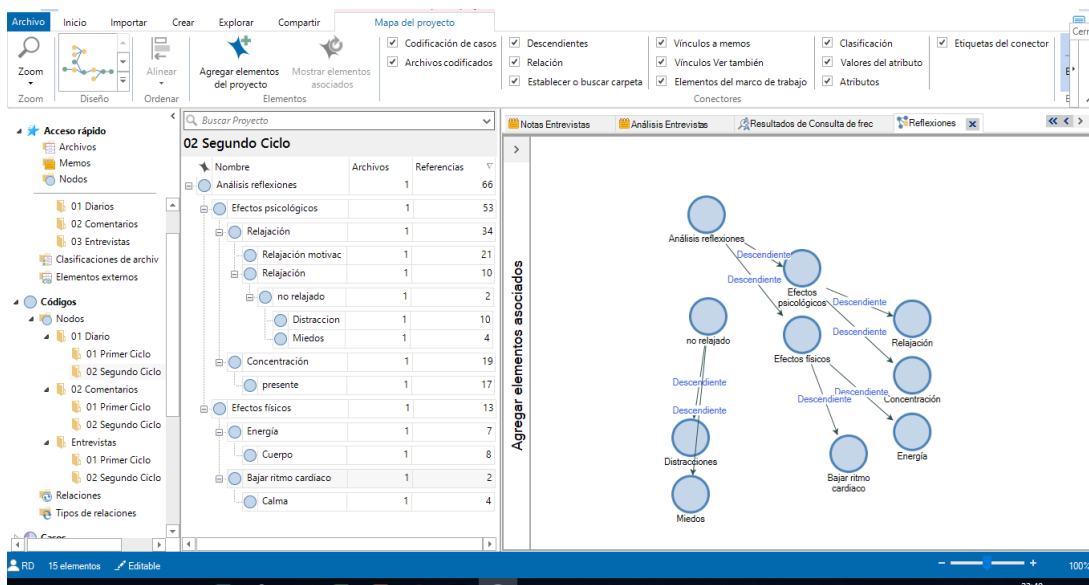 Archivo Inicio Importar Crear Explorar Compartir Mapa del proyecto
Zoom
Alinear
Agregar elementos del proyecto
Mostrar elementos asociados
Codificación de casos
Archivos codificados
Descendientes
Relación
Establecer o buscar carpeta
Vínculos a memos
Vínculos Ver también
Elementos del marco de trabajo
Clasificación
Valores del atributo
Atributos
Etiquetas del conector
Cerr
Zoom Diseño Ordenar Elementos Conectores
Acceso rápido
Archivos
Memos
Nodos
01 Diarios
02 Comentarios
03 Entrevistas
Clasificaciones de archiv
Elementos externos
Códigos
Nodos
01 Diario
01 Primer Ciclo
02 Segundo Ciclo
02 Comentarios
01 Primer Ciclo
02 Segundo Ciclo
Entrevistas
01 Primer Ciclo
02 Segundo Ciclo
Relaciones
Tipos de relaciones
Casos
Buscar Proyecto
02 Segundo Ciclo
Nombre Archivos Referencias
Análisis reflexiones 1 66
Efectos psicológicos 1 53
Relajación 1 34
Relajación motivac 1 21
Relajación 1 10
no relajado 1 2
Distraccion 1 10
Miedos 1 4
Concentración 1 19
presente 1 17
Efectos físicos 1 13
Energía 1 7
Cuerpo 1 8
Bajar ritmo cardiaco 1 2
Calma 1 4
Notas Entrevistas Análisis Entrevistas Resultados de Consulta de frec Reflexiones
Agregar elementos asociados
Análisis reflexiones
Descendiente
Descendiente
Efectos psicológicos
Descendiente
no relajado
Efectos físicos
Descendiente
Relajación
Descendiente
Descendiente
Descendiente
Concentración
Descendiente
Distracciones
Energía
Bajar ritmo cardiaco
Miedos
RD 15 elementos Editable 100%